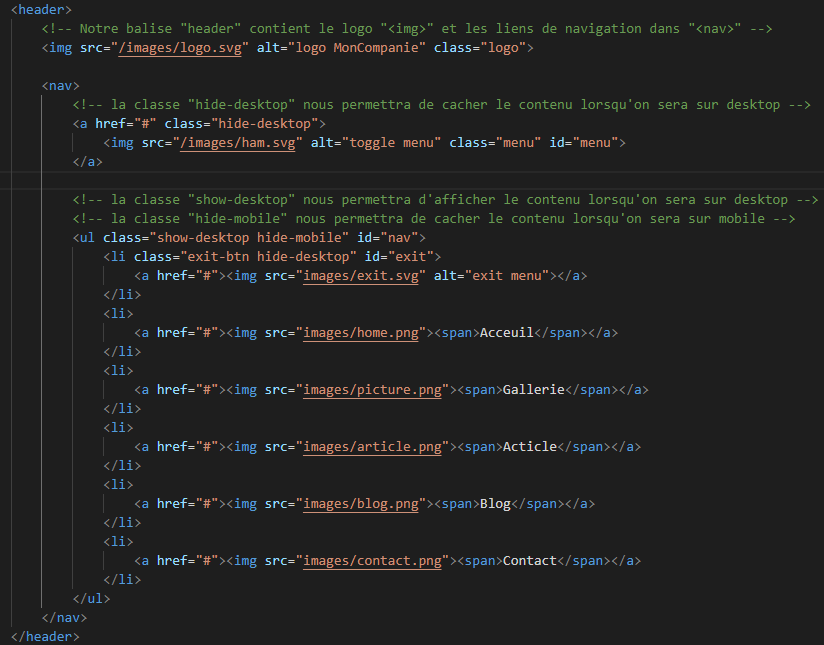 <header>
<!-- Notre balise "header" contient le logo "<img>" et les liens de navigation dans "<nav>" -->
<img src="/images/logo.svg" alt="logo MonCompanie" class="logo">
<nav>
<!-- la classe "hide-desktop" nous permettra de cacher le contenu lorsqu'on sera sur desktop -->
<a href="#" class="hide-desktop">
<img src="/images/ham.svg" alt="toggle menu" class="menu" id="menu">
</a>
<!-- la classe "show-desktop" nous permettra d'afficher le contenu lorsqu'on sera sur desktop -->
<!-- la classe "hide-mobile" nous permettra de cacher le contenu lorsqu'on sera sur mobile -->
<ul class="show-desktop hide-mobile" id="nav">
<li class="exit-btn hide-desktop" id="exit">
<a href="#"><img src="images/exit.svg" alt="exit menu"></a>
</li>
<li>
<a href="#"><img src="images/home.png"><span>Acceuil</span></a>
</li>
<li>
<a href="#"><img src="images/picture.png"><span>Gallerie</span></a>
</li>
<li>
<a href="#"><img src="images/article.png"><span>Acticle</span></a>
</li>
<li>
<a href="#"><img src="images/blog.png"><span>Blog</span></a>
</li>
<li>
<a href="#"><img src="images/contact.png"><span>Contact</span></a>
</li>
</ul>
</nav>
</header>